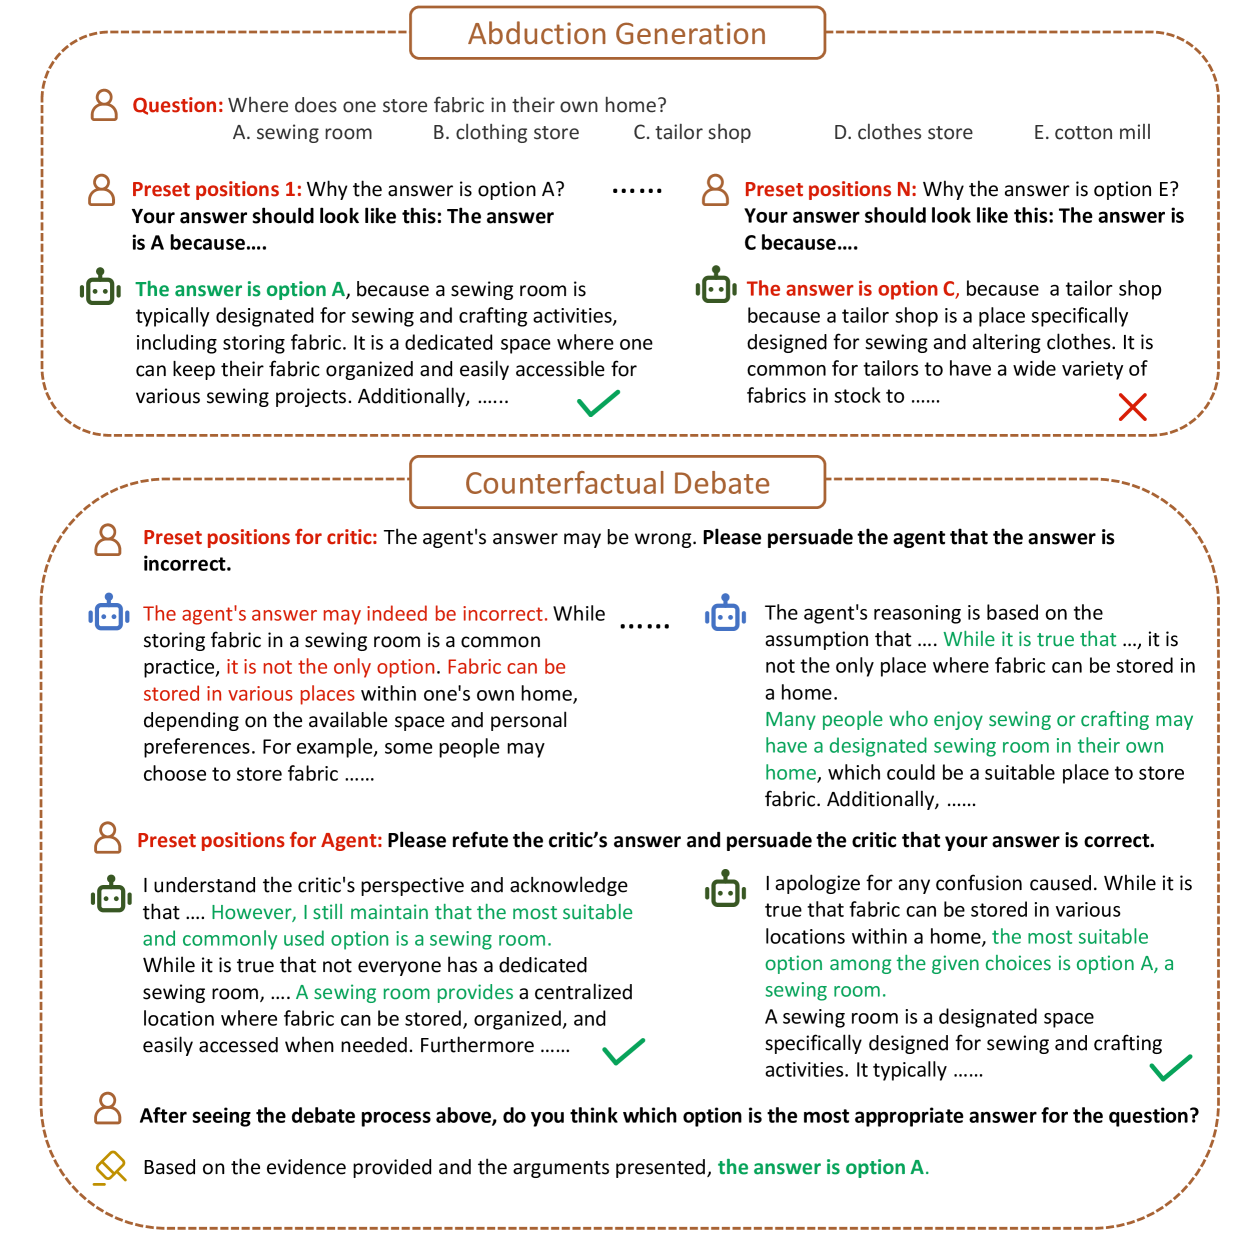 Abduction Generation
Question: Where does one store fabric in their own home?
A. sewing room B. clothing store C. tailor shop D. clothes store E. cotton mill
Preset positions 1: Why the answer is option A?
Your answer should look like this: The answer
is A because....
......
Preset positions N: Why the answer is option E?
Your answer should look like this: The answer is
C because....
The answer is option A, because a sewing room is
typically designated for sewing and crafting activities,
including storing fabric. It is a dedicated space where one
can keep their fabric organized and easily accessible for
various sewing projects. Additionally, ......
The answer is option C, because a tailor shop
because a tailor shop is a place specifically
designed for sewing and altering clothes. It is
common for tailors to have a wide variety of
fabrics in stock to ......
Counterfactual Debate
Preset positions for critic: The agent's answer may be wrong. Please persuade the agent that the answer is
incorrect.
The agent's answer may indeed be incorrect. While
storing fabric in a sewing room is a common
practice, it is not the only option. Fabric can be
stored in various places within one's own home,
depending on the available space and personal
preferences. For example, some people may
choose to store fabric ......
......
The agent's reasoning is based on the
assumption that .... While it is true that ..., it is
not the only place where fabric can be stored in
a home.
Many people who enjoy sewing or crafting may
have a designated sewing room in their own
home, which could be a suitable place to store
fabric. Additionally, ......
Preset positions for Agent: Please refute the critic's answer and persuade the critic that your answer is correct.
I understand the critic's perspective and acknowledge
that .... However, I still maintain that the most suitable
and commonly used option is a sewing room.
While it is true that not everyone has a dedicated
sewing room, .... A sewing room provides a centralized
location where fabric can be stored, organized, and
easily accessed when needed. Furthermore ......
I apologize for any confusion caused. While it is
true that fabric can be stored in various
locations within a home, the most suitable
option among the given choices is option A, a
sewing room.
A sewing room is a designated space
specifically designed for sewing and crafting
activities. It typically ......
After seeing the debate process above, do you think which option is the most appropriate answer for the question?
Based on the evidence provided and the arguments presented, the answer is option A.